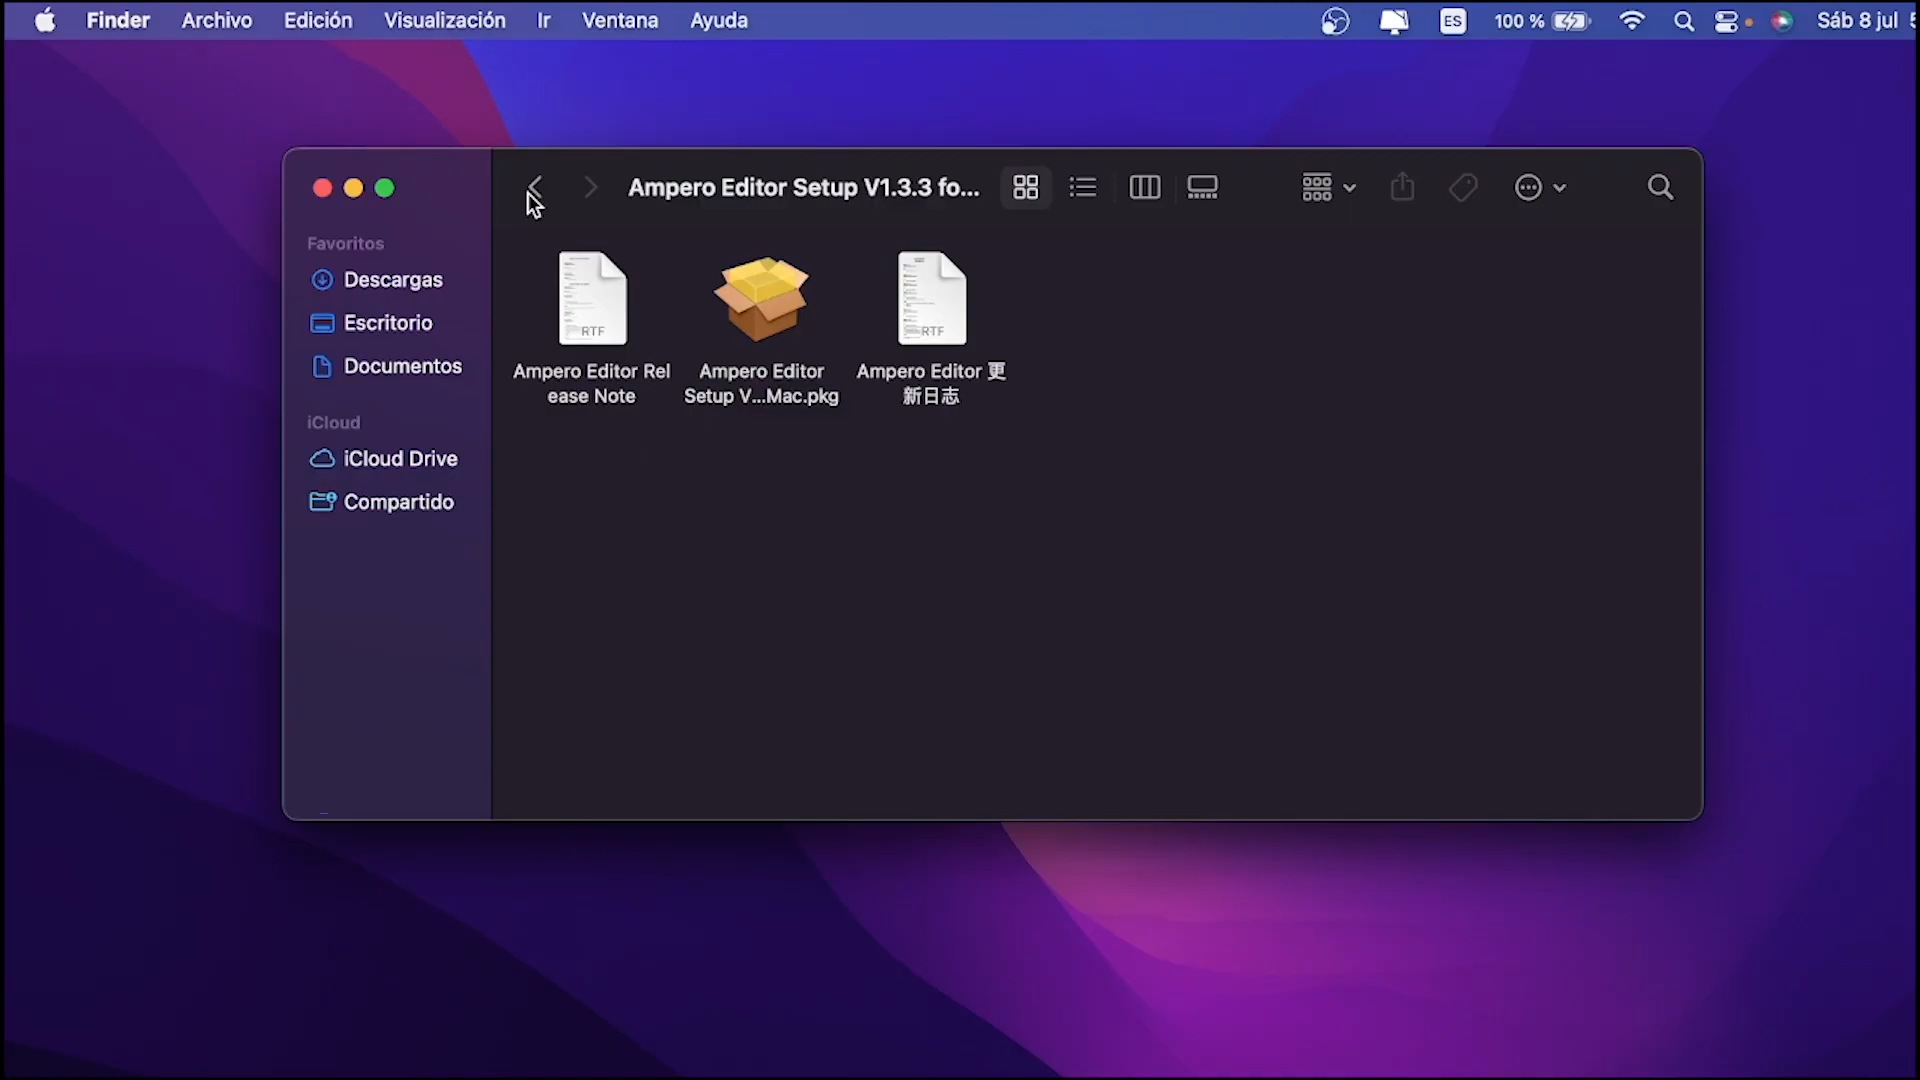 Finder Archivo Edición Visualización Ir Ventana Ayuda ES 100 % Sáb 8 jul
Ampero Editor Setup V1.3.3 fo...
Favoritos
Descargas
Escritorio
Documentos
iCloud
iCloud Drive
Compartido
RTF
Ampero Editor Rel
ease Note
Ampero Editor
Setup V...Mac.pkg
RTF
Ampero Editor 更
新日志